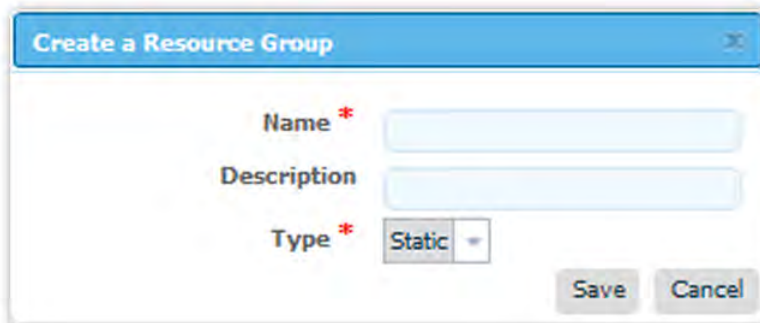 Create a Resource Group
Name *
Description
Type * Static
Save Cancel